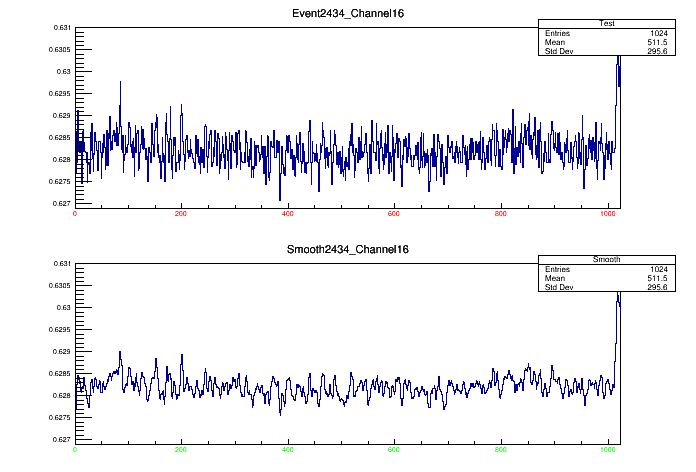 Event2434_Channel16
Test
Entries 1024
Mean 511.5
Std Dev 295.6
0.631
0.6305
0.63
0.6295
0.629
0.6285
0.628
0.6275
0.627
0 200 400 600 800 1000
Smooth2434_Channel16
Smooth
Entries 1024
Mean 511.5
Std Dev 295.6
0.631
0.6305
0.63
0.6295
0.629
0.6285
0.628
0.6275
0.627
0 200 400 600 800 1000